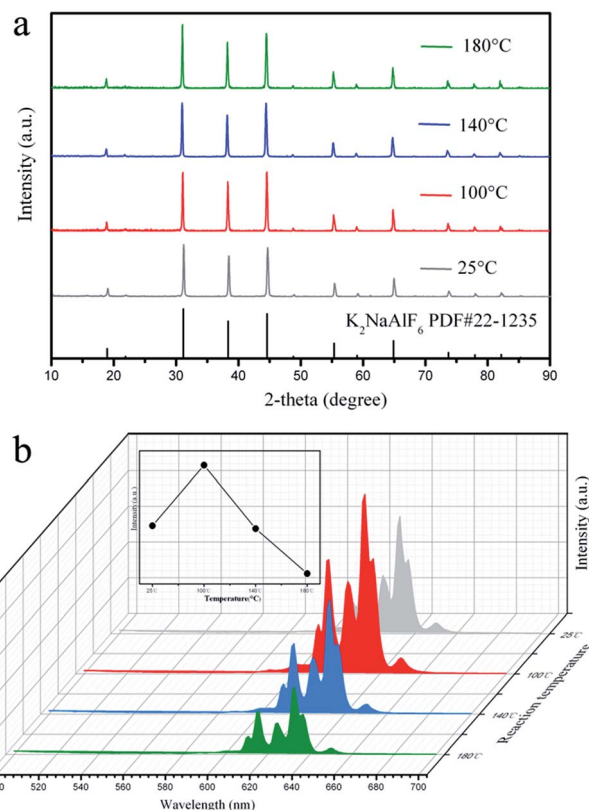 a
180°C
140°C
100°C
25°C
K₂NaAlF₆ PDF#22-1235
Intensity (a.u.)
10 20 30 40 50 60 70 80 90
2-theta (degree)
b
Intensity(a.u.)
25℃ 100℃ 140℃ 180℃
Temperature(°C)
Intensity (a.u.)
25℃
100℃
140℃
180℃
Reaction temperature
520 540 560 580 600 620 640 660 680 700
Wavelength (nm)